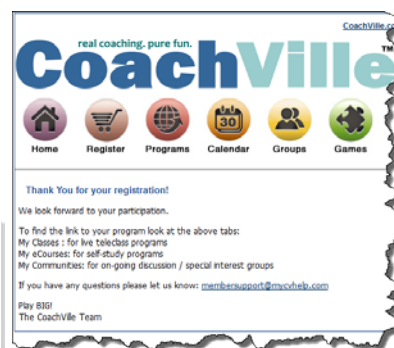 CoachVille.co
real coaching. pure fun.
CoachVille™
30
Home Register Programs Calendar Groups Games
Thank You for your registration!
We look forward to your participation.
To find the link to your program look at the above tabs:
My Classes : for live teleclass programs
My eCourses: for self-study programs
My Communities: for on-going discussion / special interest groups
If you have any questions please let us know: membersupport@mycvhelp.com
Play BIG!
The CoachVille Team